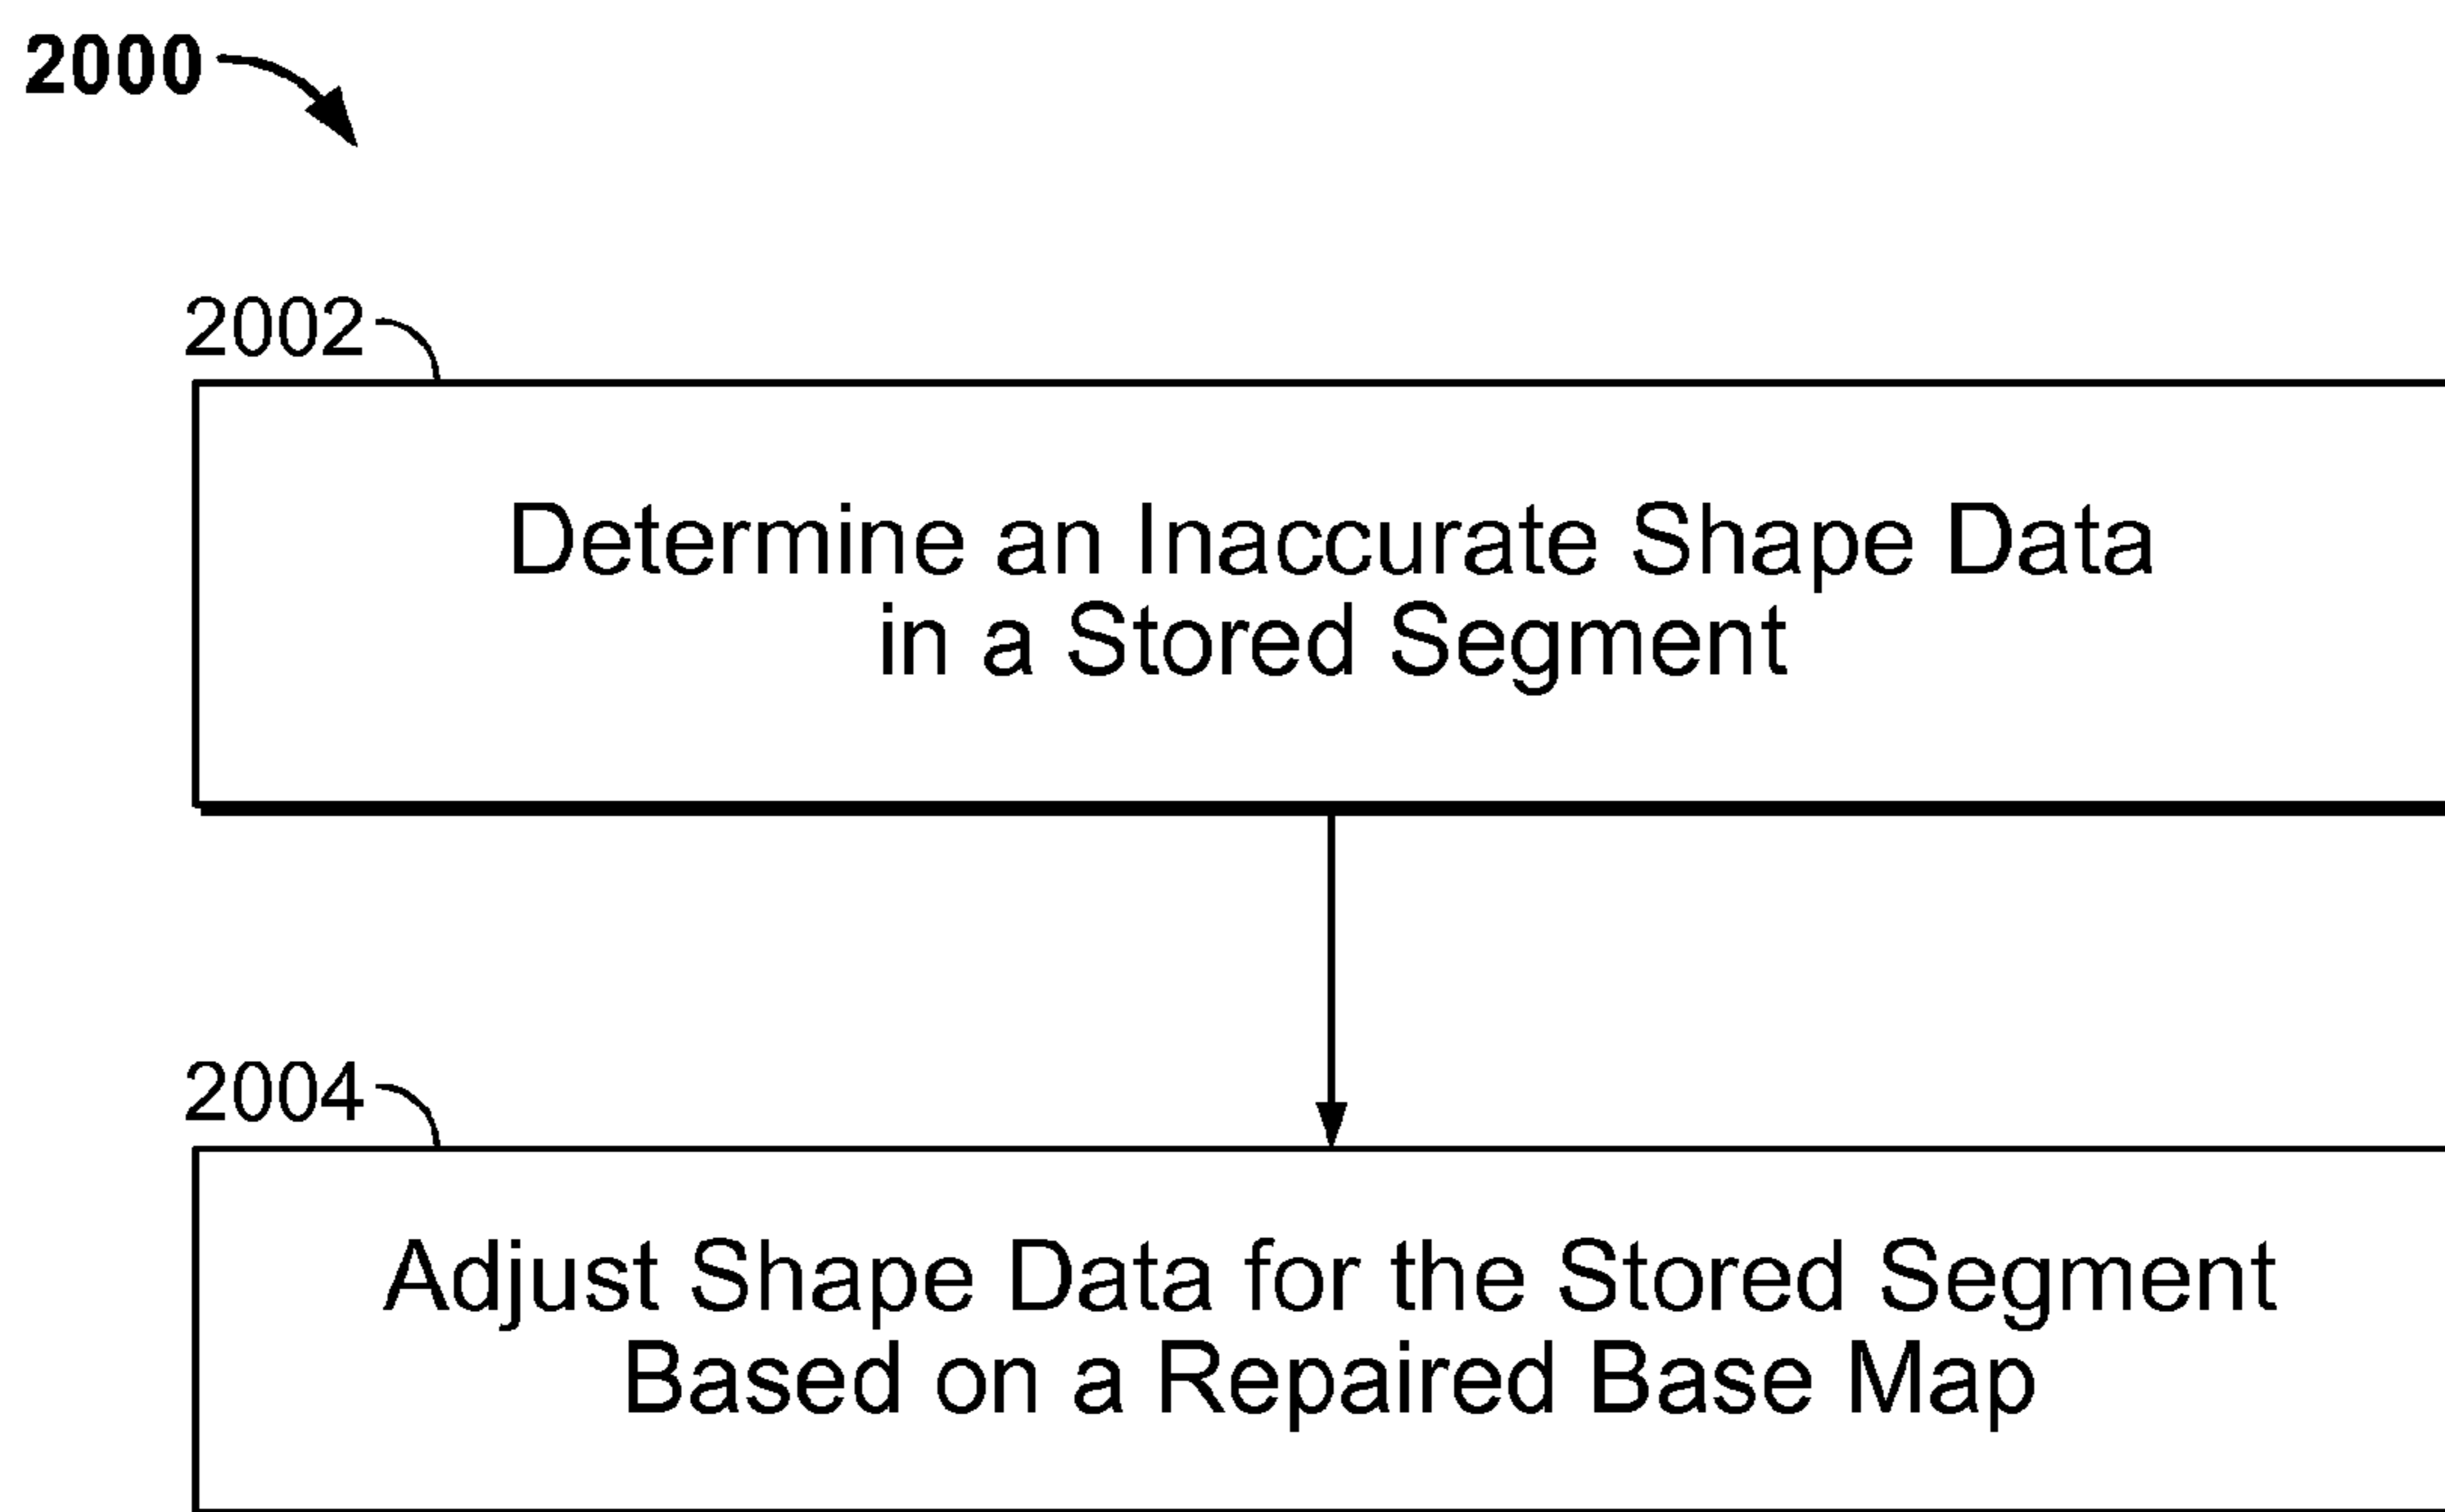 2000
2002
Determine an Inaccurate Shape Data
in a Stored Segment
2004
Adjust Shape Data for the Stored Segment
Based on a Repaired Base Map